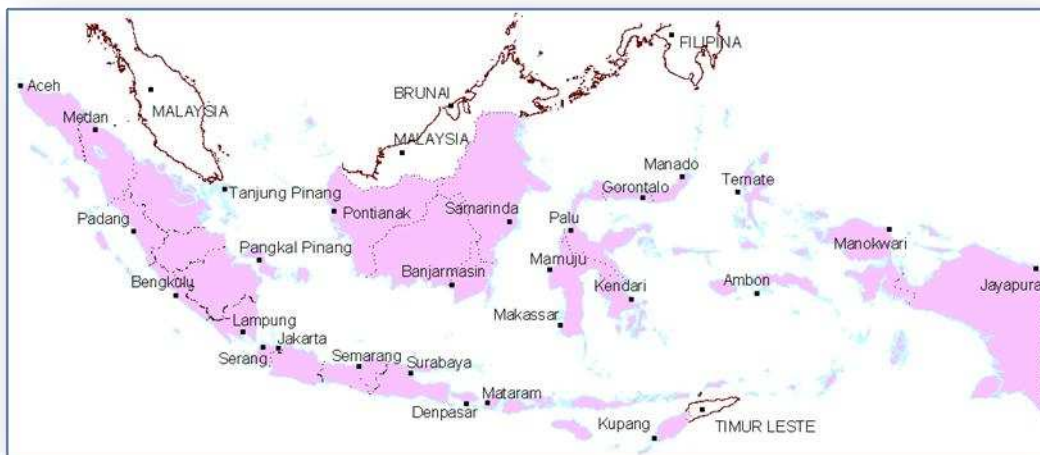 FILIPINA
Aceh
BRUNAI
MALAYSIA
Medan
MALAYSIA
Manado
Ternate
Tanjung Pinang
Gorontalo
Pontianak
Samarinda
Padang
Palu
Manokwari
Pangkal Pinang
Mamuju
Banjarmasin
Bengkulu
Kendari
Ambon
Jayapura
Makassar
Lampung
Jakarta
Serang
Semarang
Surabaya
Mataram
Denpasar
Kupang
TIMUR LESTE